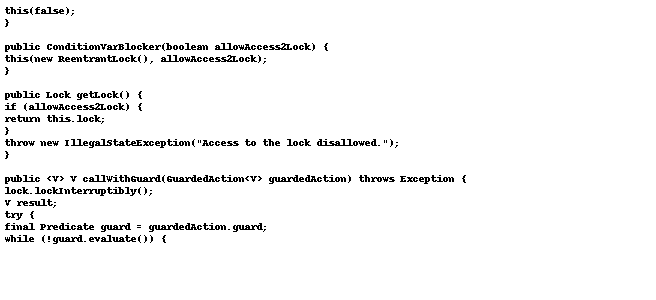 this(false);
}
public ConditionVarBlocker(boolean allowAccess2Lock) {
this(new ReentrantLock(), allowAccess2Lock);
}
public Lock getLock() {
if (allowAccess2Lock) {
return this.lock;
}
throw new IllegalStateException("Access to the lock disallowed.");
}
public <V> V callWithGuard(GuardedAction<V> guardedAction) throws Exception {
lock.lockInterruptibly();
V result;
try {
final Predicate guard = guardedAction.guard;
while (!guard.evaluate()) {